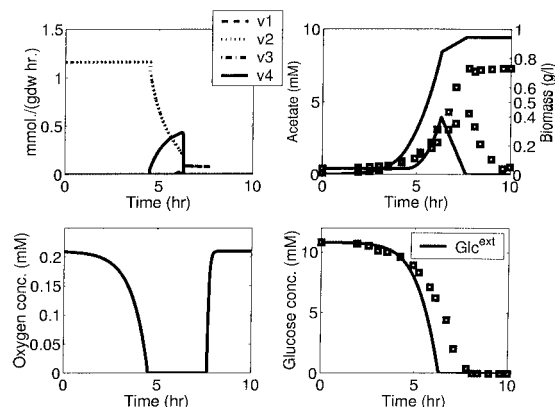 v1
v2
v3
v4
mmol./(gdw hr.)
1.5
1
0.5
0
0
5
10
Time (hr)
Acetate (mM)
10
5
0
0
5
10
Time (hr)
1
0.8
0.6
0.4
0.2
0
Biomass (g/l)
Oxygen conc. (mM)
0.2
0.15
0.1
0.05
0
0
5
10
Time (hr)
Glc^ext
Glucose conc. (mM)
10
5
0
0
5
10
Time (hr)